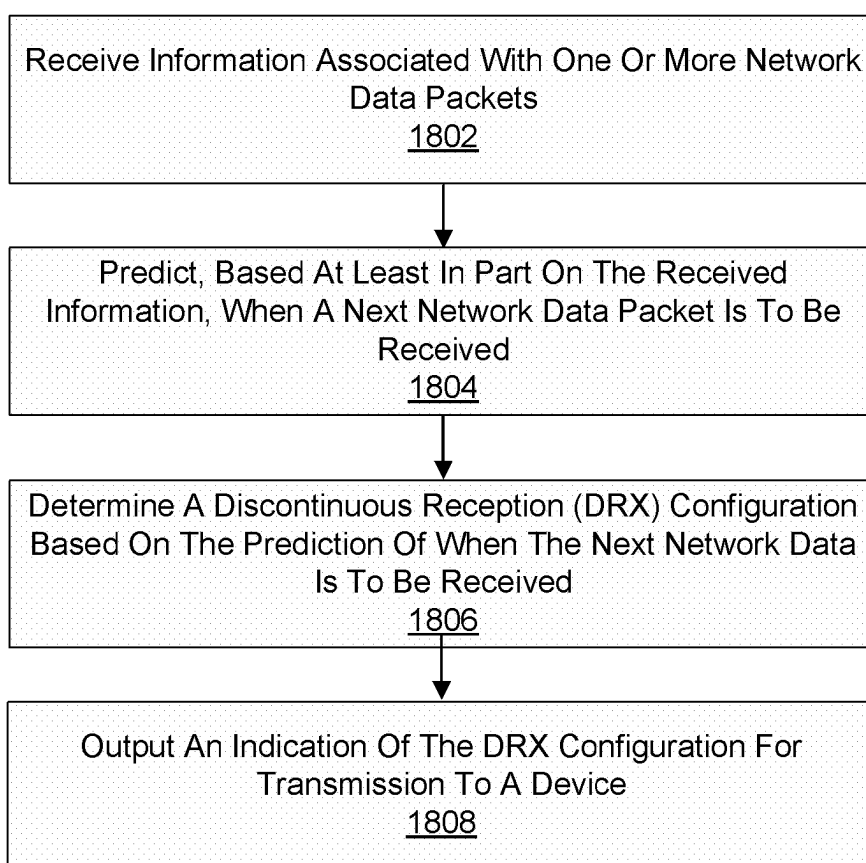 Receive Information Associated With One Or More Network
Data Packets
1802
Predict, Based At Least In Part On The Received
Information, When A Next Network Data Packet Is To Be
Received
1804
Determine A Discontinuous Reception (DRX) Configuration
Based On The Prediction Of When The Next Network Data
Is To Be Received
1806
Output An Indication Of The DRX Configuration For
Transmission To A Device
1808